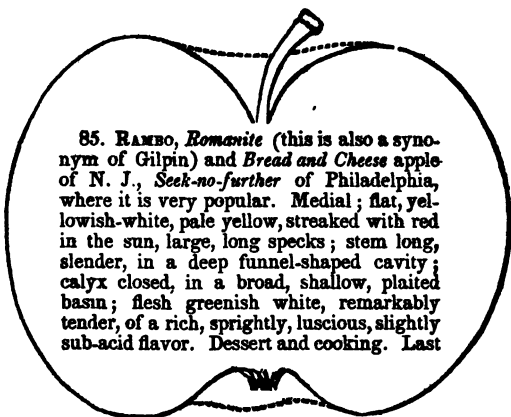 85. RAMBO, Romanite (this is also a syno-
nym of Gilpin) and Bread and Cheese apple
of N. J., Seek-no-further of Philadelphia,
where it is very popular. Medial; flat, yel-
lowish-white, pale yellow, streaked with red
in the sun, large, long specks; stem long,
slender, in a deep funnel-shaped cavity;
calyx closed, in a broad, shallow, plaited
basin; flesh greenish white, remarkably
tender, of a rich, sprightly, luscious, slightly
sub-acid flavor. Dessert and cooking. Last